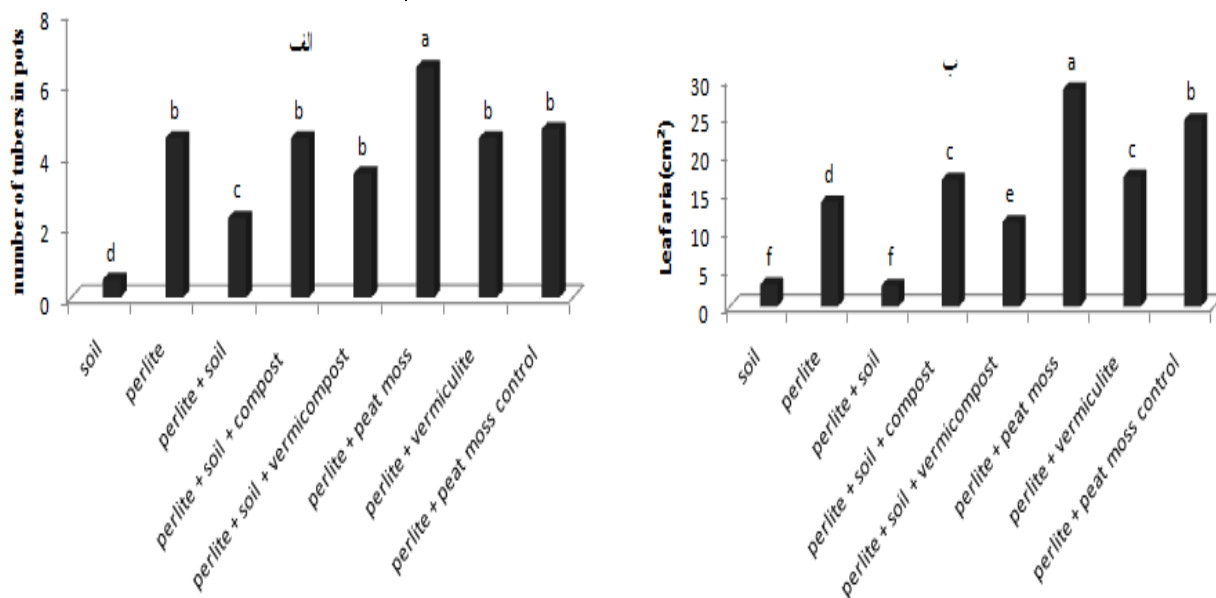 number of tubers in pots
8
6
4
2
0
الف
d
b
c
b
b
a
b
b
soil
perlite
perlite + soil
perlite + soil + compost
perlite + soil + vermicompost
perlite + peat moss
perlite + vermiculite
perlite + peat moss control
Leaf aria(cm²)
30
25
20
15
10
5
0
ب
f
d
f
c
e
a
c
b
soil
perlite
perlite + soil
perlite + soil + compost
perlite + soil + vermicompost
perlite + peat moss
perlite + vermiculite
perlite + peat moss control